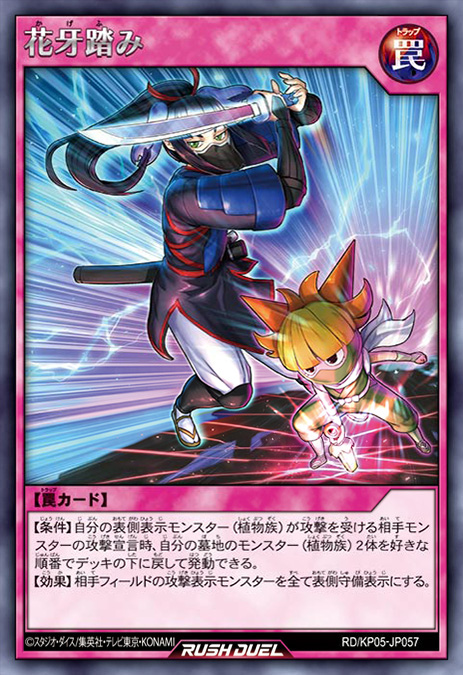 花牙踏み
かげふ
トラップ
罠
【罠カード】
【条件】自分の表側表示モンスター(植物族)が攻撃を受ける相手モン
スターの攻撃宣言時、自分の墓地のモンスター(植物族)2体を好きな
順番でデッキの下に戻して発動できる。
【効果】相手フィールドの攻撃表示モンスターを全て表側守備表示にする。
©スタジオ・ダイス/集英社・テレビ東京・KONAMI
RUSH DUEL
RD/KP05-JP057